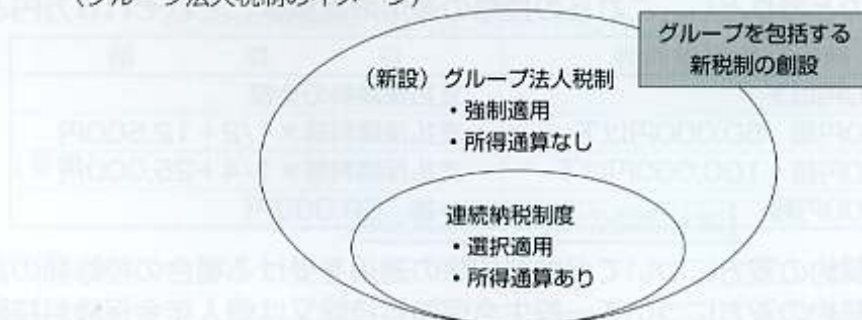 グループを包括する
新税制の創設
（新設）グループ法人税制
・強制適用
・所得通算なし
連続納税制度
・選択適用
・所得通算あり